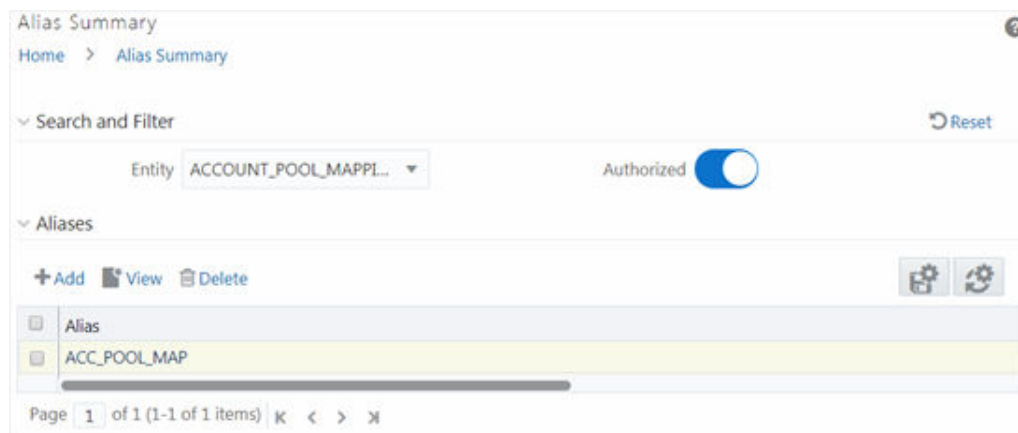 Alias Summary
?
Home > Alias Summary
Search and Filter
Reset
Entity ACCOUNT_POOL_MAPPI... Authorized
Aliases
Add View Delete
Alias
ACC_POOL_MAP
Page 1 of 1 (1-1 of 1 items)